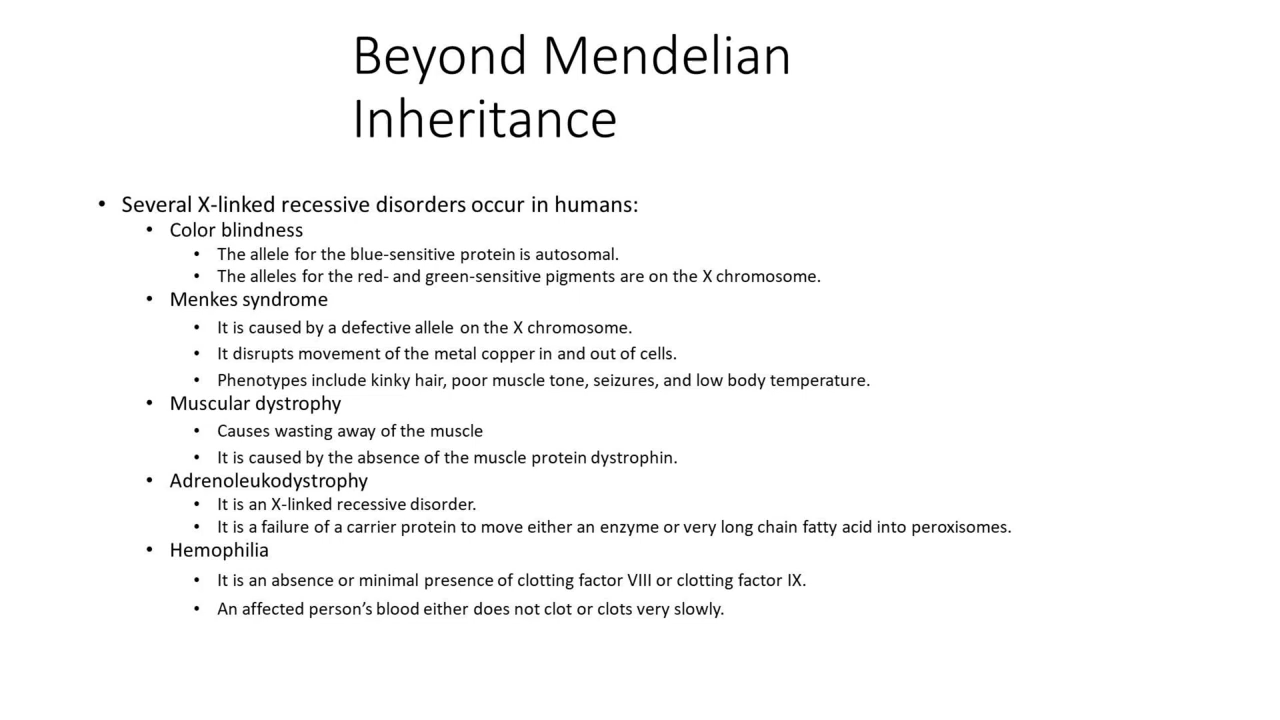 Beyond Mendelian
Inheritance
• Several X-linked recessive disorders occur in humans:
• Color blindness
• The allele for the blue-sensitive protein is autosomal.
• The alleles for the red- and green-sensitive pigments are on the X chromosome.
• Menkes syndrome
• It is caused by a defective allele on the X chromosome.
• It disrupts movement of the metal copper in and out of cells.
• Phenotypes include kinky hair, poor muscle tone, seizures, and low body temperature.
• Muscular dystrophy
• Causes wasting away of the muscle
• It is caused by the absence of the muscle protein dystrophin.
• Adrenoleukodystrophy
• It is an X-linked recessive disorder.
• It is a failure of a carrier protein to move either an enzyme or very long chain fatty acid into peroxisomes.
• Hemophilia
• It is an absence or minimal presence of clotting factor VIII or clotting factor IX.
• An affected person’s blood either does not clot or clots very slowly.